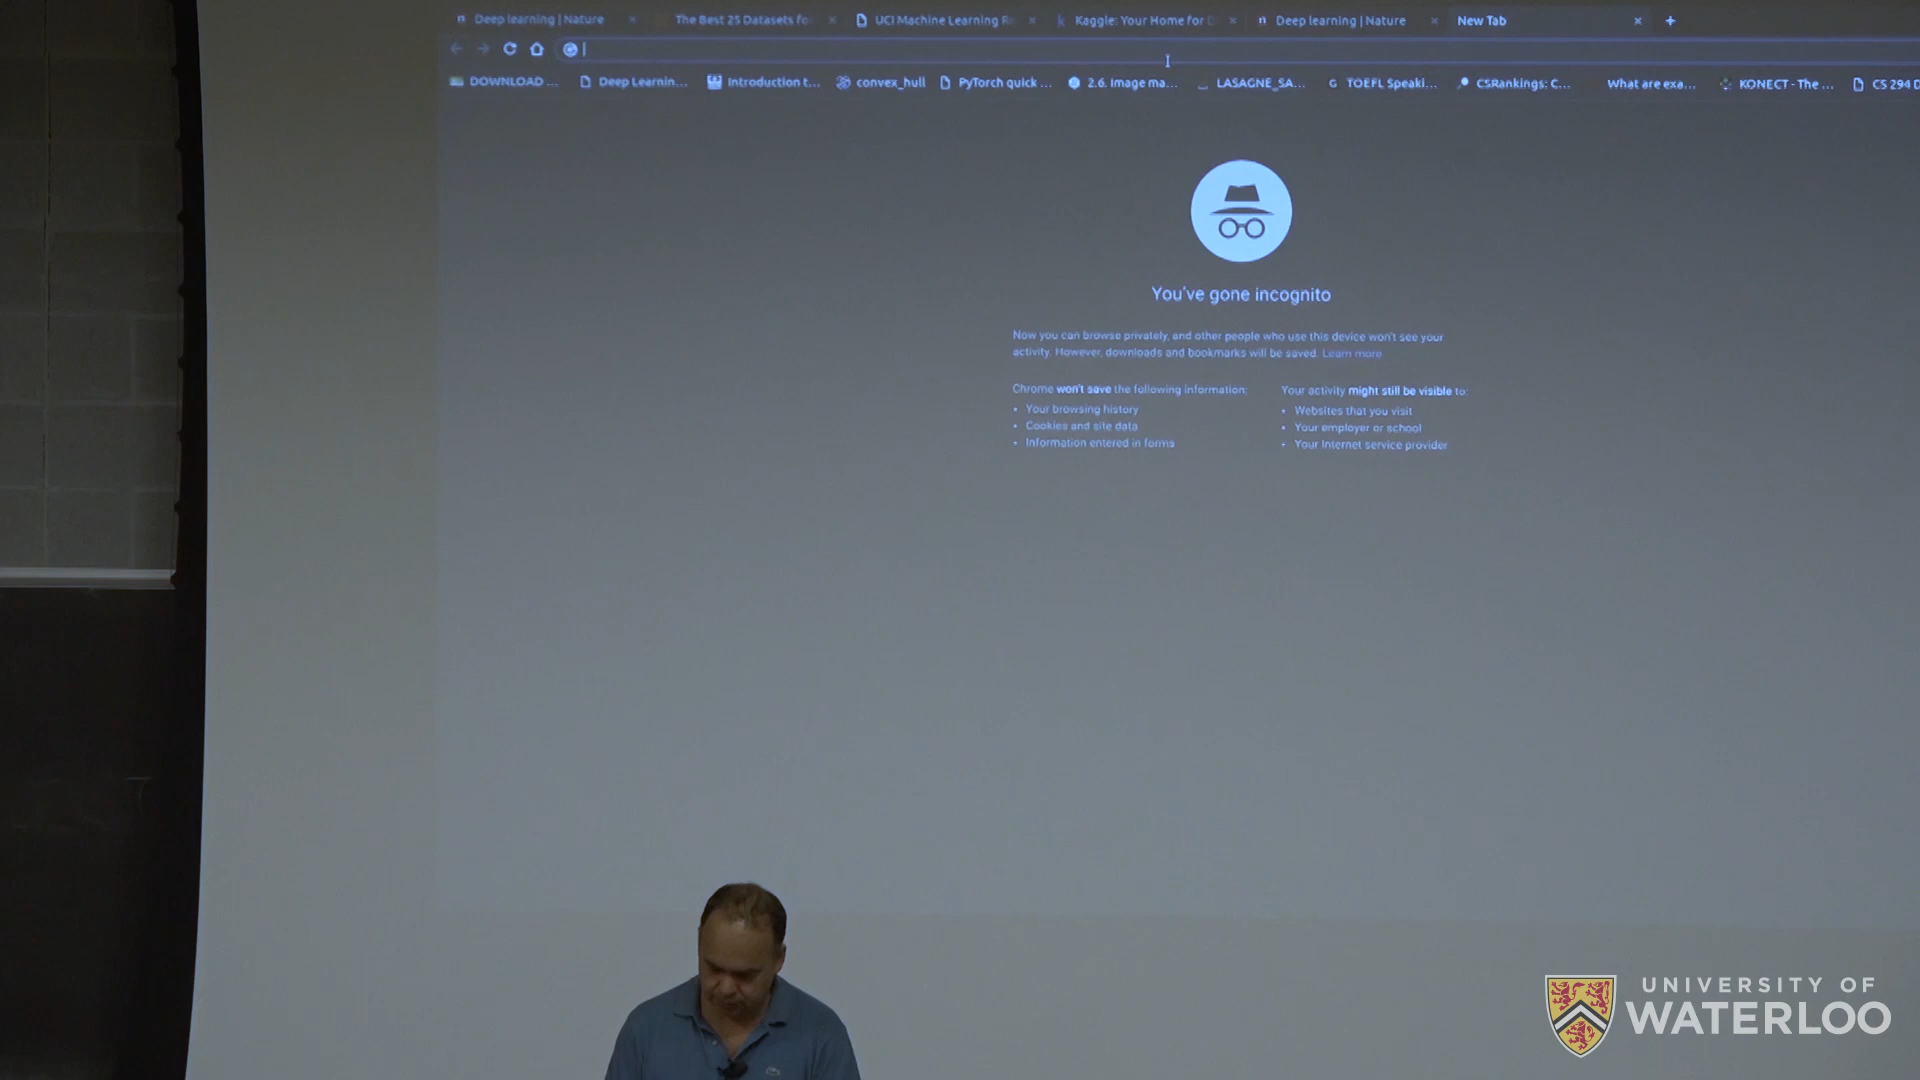 Deep learning | Nature
The Best 25 Datasets fo
UCI Machine Learning R
Kaggle: Your Home for D
Deep learning | Nature
New Tab
DOWNLOAD ...
Deep Learnin...
Introduction t...
convex_hull
PyTorch quick ...
2.6. Image ma...
LASAGNE_SA...
TOEFL Speaki...
CSRankings: C...
What are exa...
KONECT - The ...
CS 294 D
You've gone incognito
Now you can browse privately, and other people who use this device won't see your
activity. However, downloads and bookmarks will be saved. Learn more
Chrome won't save the following information:
• Your browsing history
• Cookies and site data
• Information entered in forms
Your activity might still be visible to:
• Websites that you visit
• Your employer or school
• Your Internet service provider
UNIVERSITY OF
WATERLOO